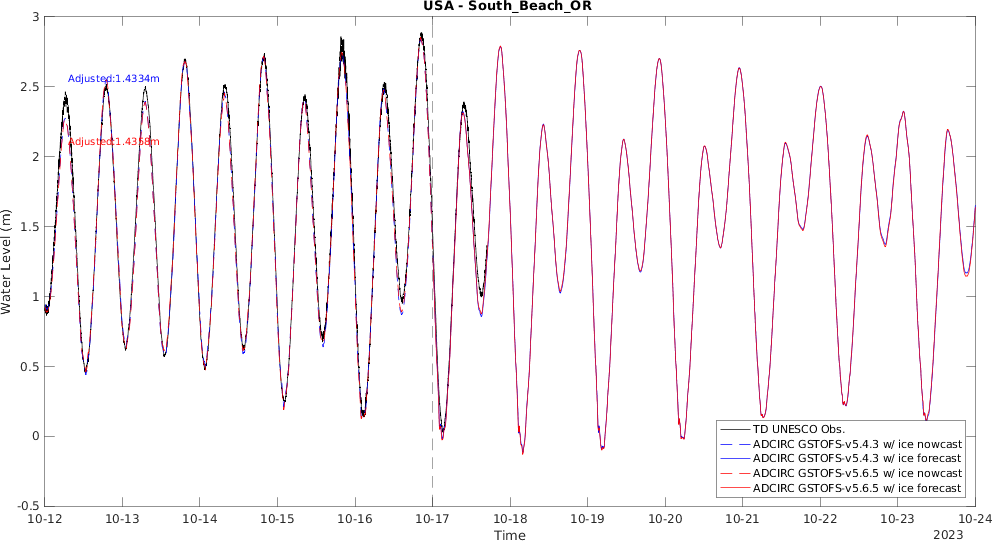 USA - South_Beach_OR
3
2.5
2
1.5
1
0.5
0
-0.5
Water Level (m)
Adjusted:1.4334m
Adjusted:1.4358m
TD UNESCO Obs.
ADCIRC GSTOFS-v5.4.3 w/ ice nowcast
ADCIRC GSTOFS-v5.4.3 w/ ice forecast
ADCIRC GSTOFS-v5.6.5 w/ ice nowcast
ADCIRC GSTOFS-v5.6.5 w/ ice forecast
10-12 10-13 10-14 10-15 10-16 10-17 10-18 10-19 10-20 10-21 10-22 10-23 10-24
Time
2023